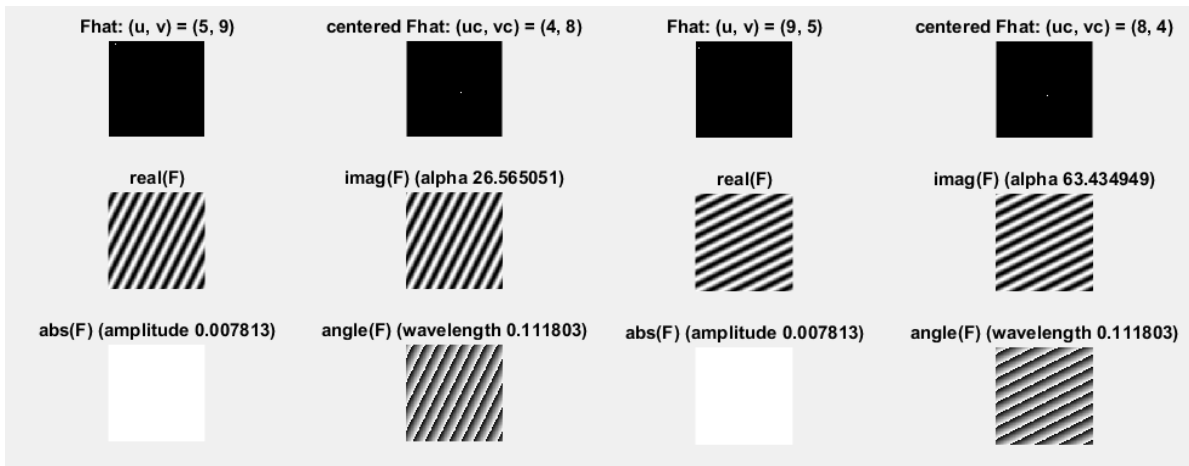 Fhat: (u, v) = (5, 9)
centered Fhat: (uc, vc) = (4, 8)
Fhat: (u, v) = (9, 5)
centered Fhat: (uc, vc) = (8, 4)
real(F)
imag(F) (alpha 26.565051)
real(F)
imag(F) (alpha 63.434949)
abs(F) (amplitude 0.007813)
angle(F) (wavelength 0.111803)
abs(F) (amplitude 0.007813)
angle(F) (wavelength 0.111803)